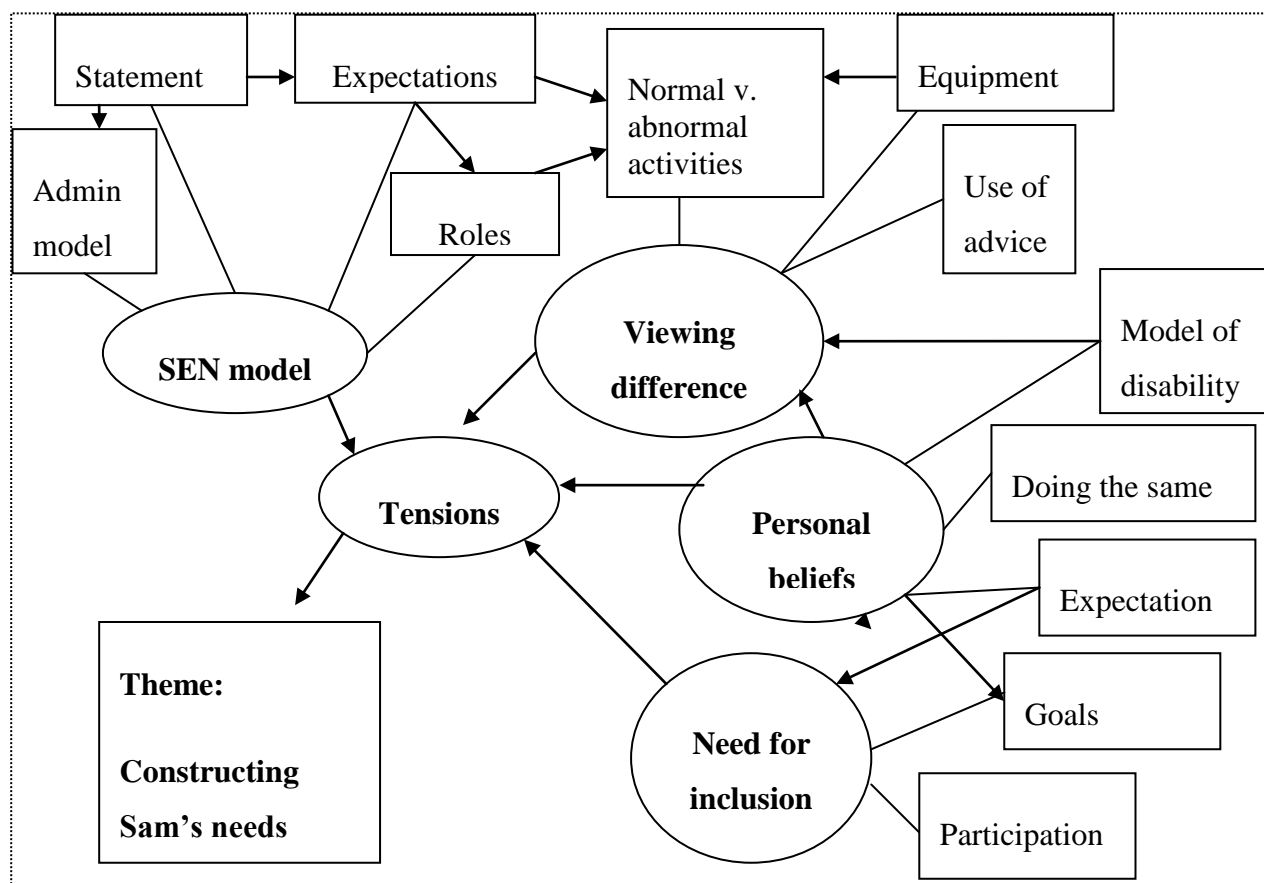 Statement
Expectations
Normal v.
abnormal
activities
Equipment
Admin
model
Roles
Use of
advice
SEN model
Viewing
difference
Model of
disability
Tensions
Personal
beliefs
Doing the same
Expectation
Theme:
Constructing
Sam’s needs
Need for
inclusion
Goals
Participation